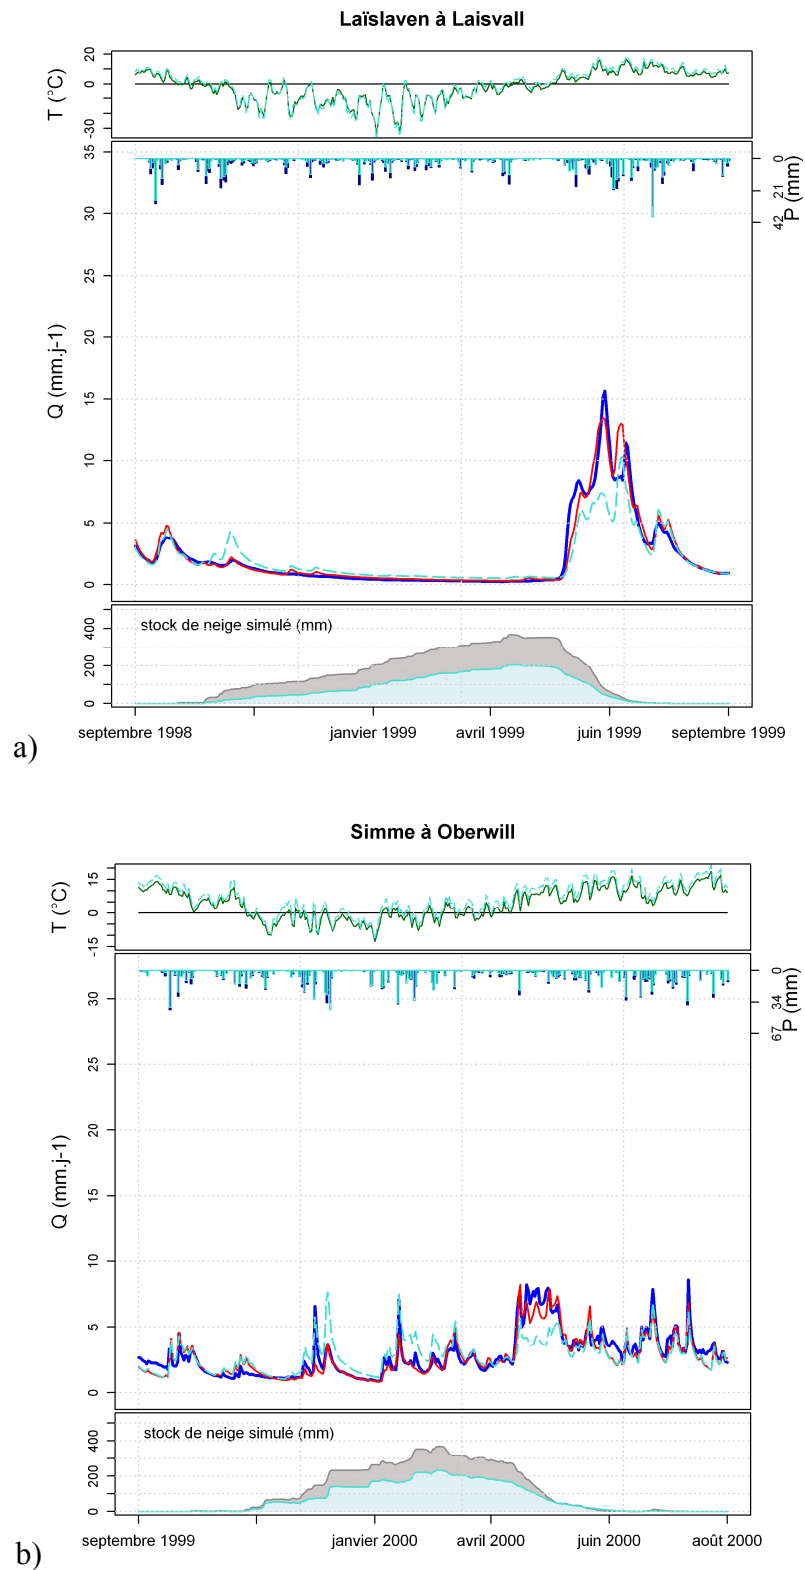 Laïslaven à Laisvall
T (°C)
20
0
-30
Q (mm.j-1)
35
30
25
20
15
10
5
0
P (mm)
0
21
42
stock de neige simulé (mm)
400
200
0
septembre 1998
janvier 1999
avril 1999
juin 1999
septembre 1999
a)
Simme à Oberwill
T (°C)
15
0
-15
Q (mm.j-1)
30
25
20
15
10
5
0
P (mm)
0
34
67
stock de neige simulé (mm)
400
200
0
septembre 1999
janvier 2000
avril 2000
juin 2000
août 2000
b)